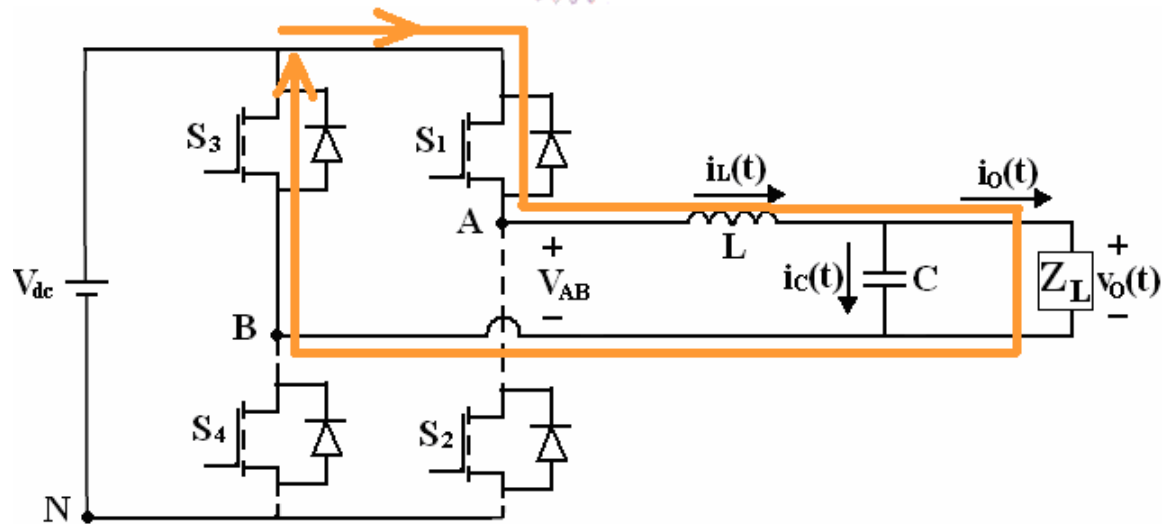 S3
S1
iL(t)
iO(t)
A
+
L
+
Vdc
VAB
iC(t)
C
ZL
vO(t)
−
−
B
S4
S2
N